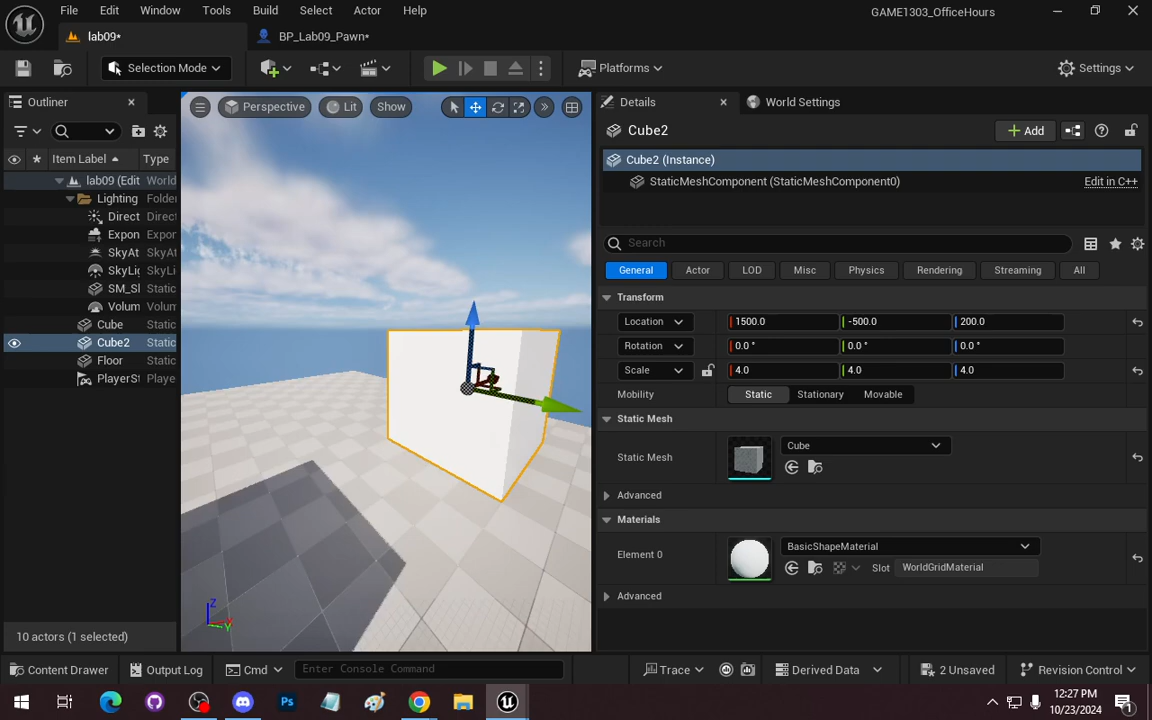 File Edit Window Tools Build Select Actor Help GAME1303_OfficeHours
lab09* BP_Lab09_Pawn*
Selection Mode Platforms Settings
Outliner Perspective Lit Show Details World Settings
Cube2 Add
Item Label Type Cube2 (Instance)
lab09 (Edit World StaticMeshComponent (StaticMeshComponent0) Edit in C++
Lighting Folde
Direct Direct
Expon Expor
SkyAt SkyAt Search
SkyLig SkyLi General Actor LOD Misc Physics Rendering Streaming All
SM_Sl Static
Volum Volum Transform
Cube Static Location 1500.0 -500.0 200.0
Cube2 Static Rotation 0.0 ° 0.0 ° 0.0 °
Floor Static Scale 4.0 4.0 4.0
PlayerSt Playe Mobility Static Stationary Movable
Static Mesh
Static Mesh Cube
Advanced
Materials
Element 0 BasicShapeMaterial
Slot WorldGridMaterial
Advanced
Z
Y
10 actors (1 selected)
Content Drawer Output Log Cmd Enter Console Command Trace Derived Data 2 Unsaved Revision Control
Ps 12:27 PM
10/23/2024 1